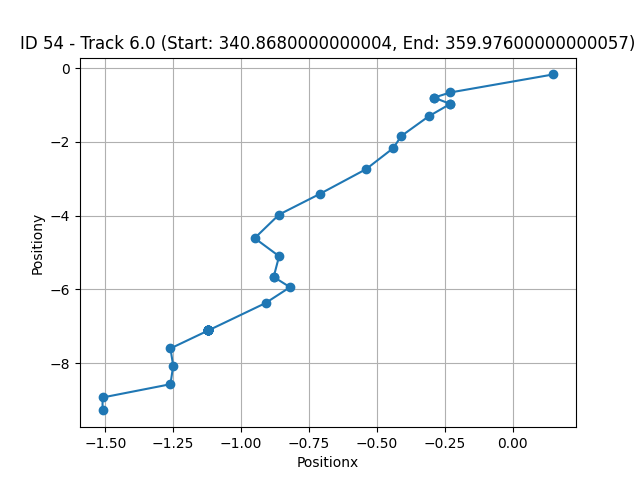 ID 54 - Track 6.0 (Start: 340.8680000000004, End: 359.97600000000057)
0
−2
−4
−6
−8
Positiony
−1.50 −1.25 −1.00 −0.75 −0.50 −0.25 0.00
Positionx